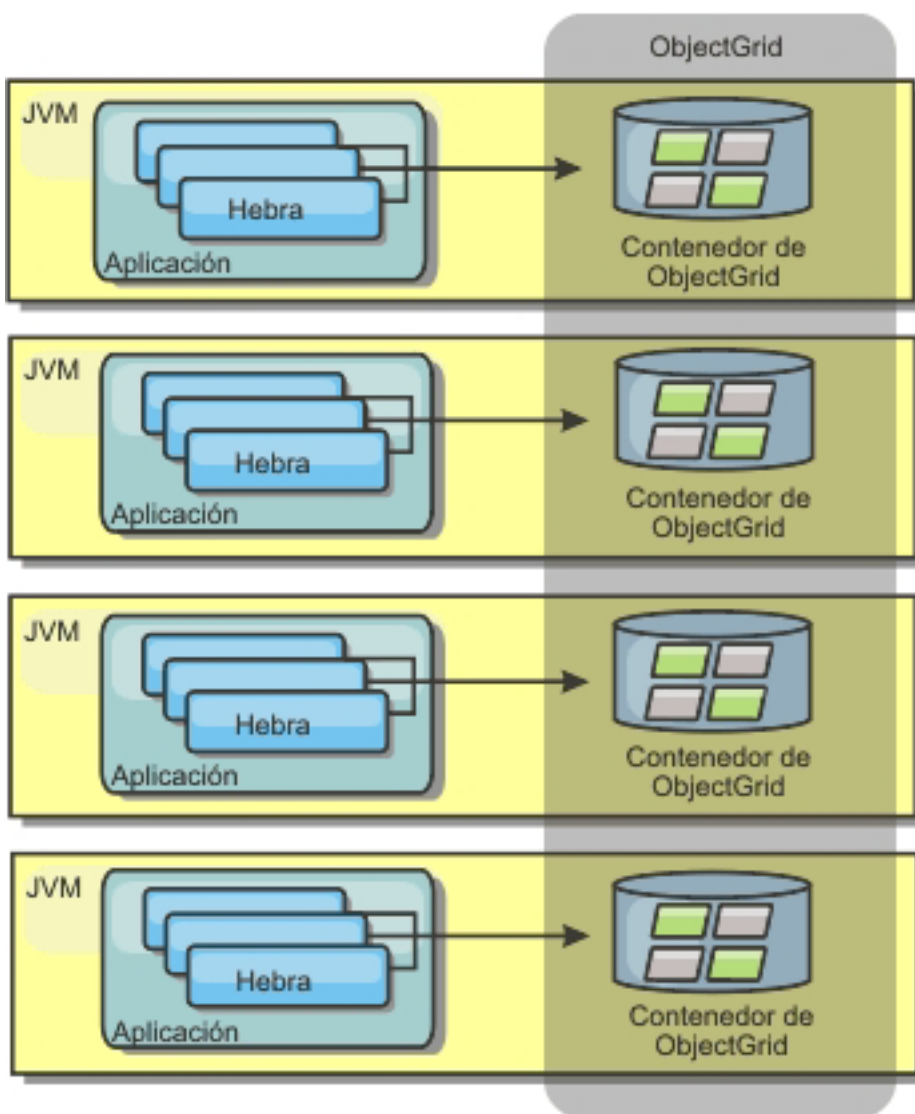 ObjectGrid
JVM
Hebra
Aplicación
Contenedor de
ObjectGrid
JVM
Hebra
Aplicación
Contenedor de
ObjectGrid
JVM
Hebra
Aplicación
Contenedor de
ObjectGrid
JVM
Hebra
Aplicación
Contenedor de
ObjectGrid